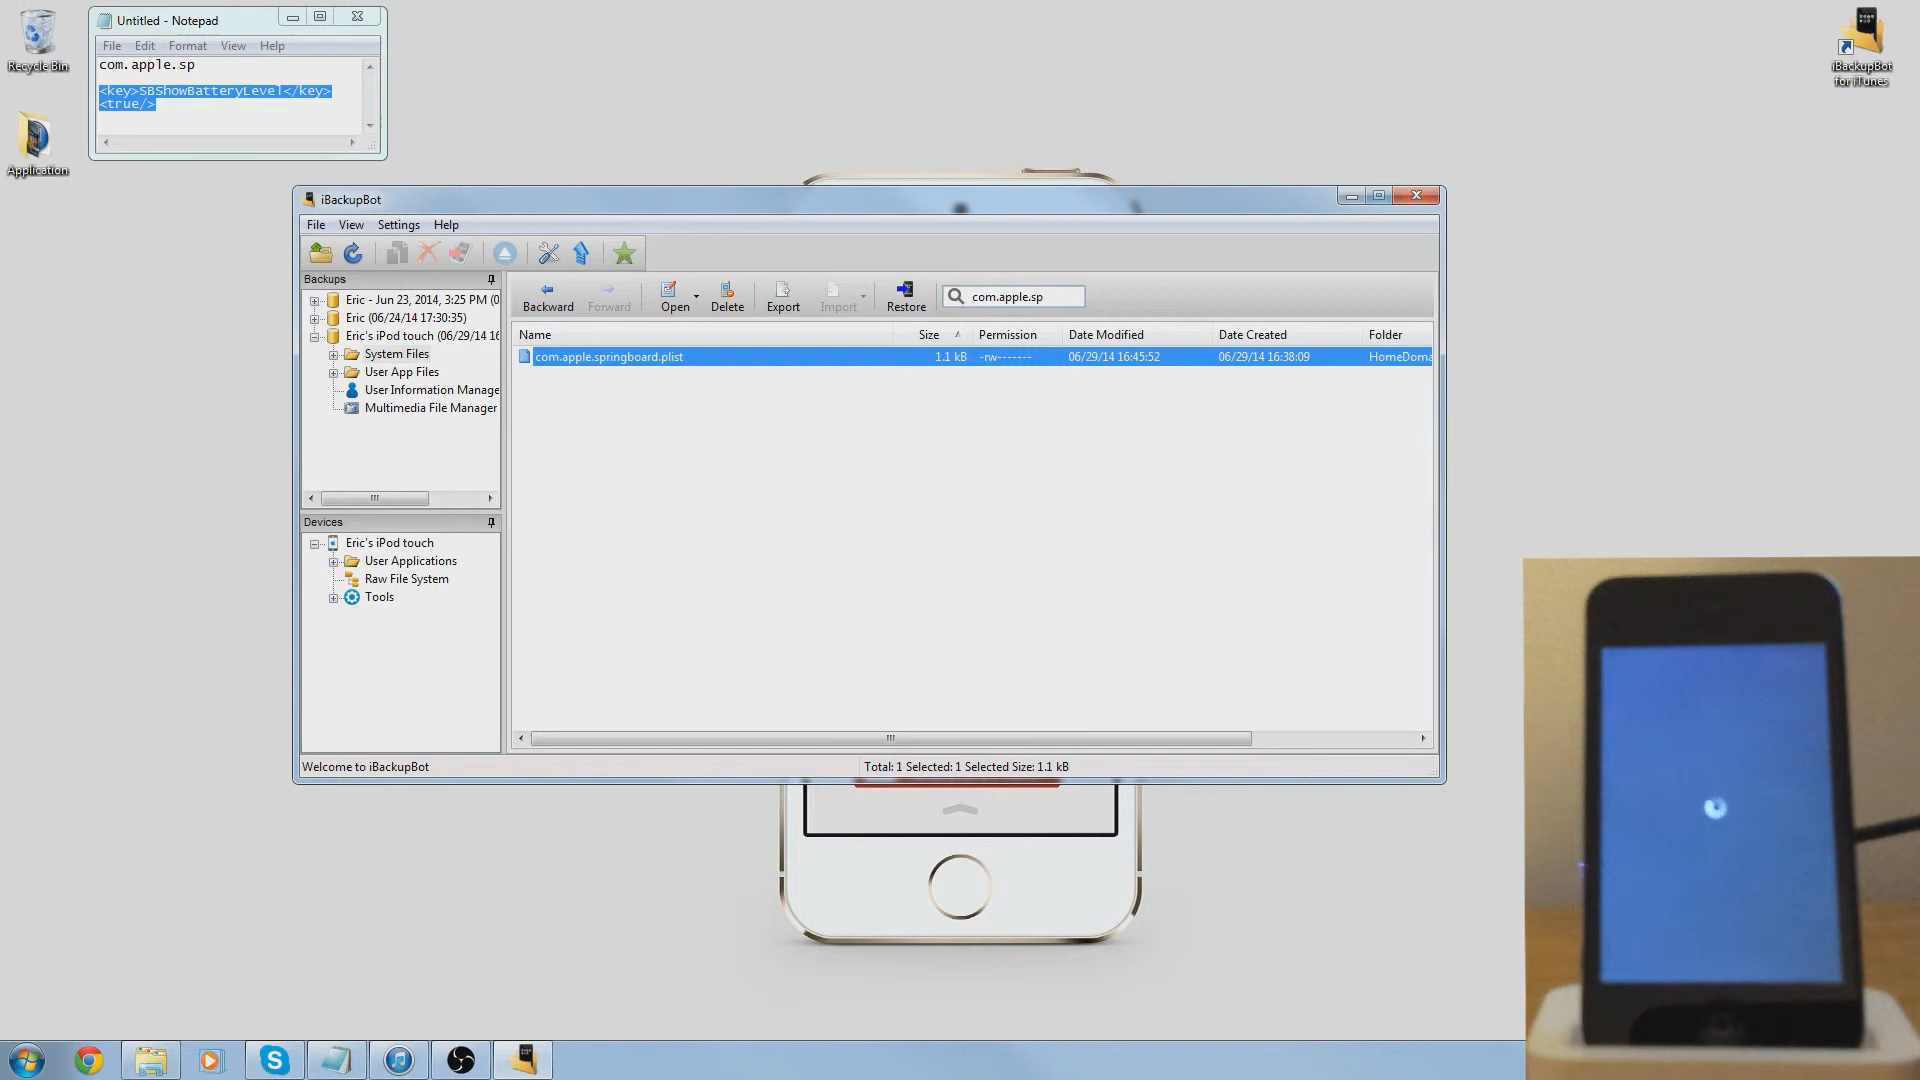 Recycle Bin
Application
Untitled - Notepad
File Edit Format View Help
com.apple.sp
<key>SBShowBatteryLevel</key>
<true/>
iBackupBot
for iTunes
iBackupBot
File View Settings Help
Backups
Eric - Jun 23, 2014, 3:25 PM (0
Eric (06/24/14 17:30:35)
Eric's iPod touch (06/29/14 16
System Files
User App Files
User Information Manage
Multimedia File Manager
Devices
Eric's iPod touch
User Applications
Raw File System
Tools
Backward Forward Open Delete Export Import Restore com.apple.sp
Name Size Permission Date Modified Date Created Folder
com.apple.springboard.plist 1.1 kB -rw------- 06/29/14 16:45:52 06/29/14 16:38:09 HomeDoma
Welcome to iBackupBot Total: 1 Selected: 1 Selected Size: 1.1 kB